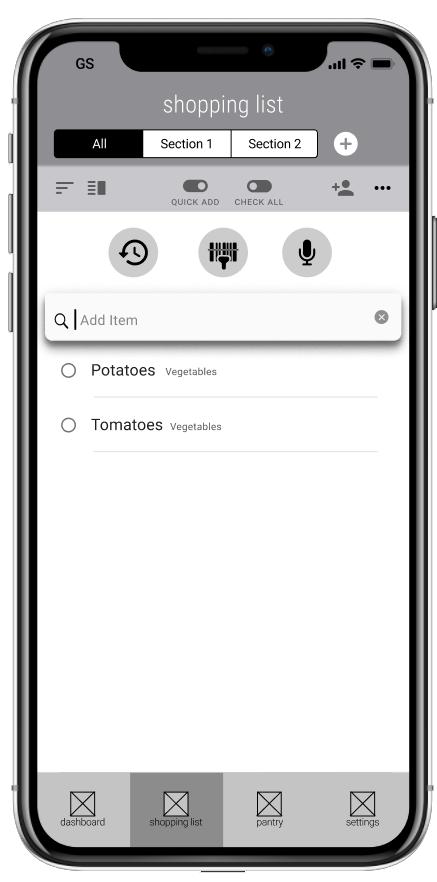 GS
shopping list
All Section 1 Section 2
QUICK ADD CHECK ALL
Add Item
Potatoes Vegetables
Tomatoes Vegetables
dashboard shopping list pantry settings